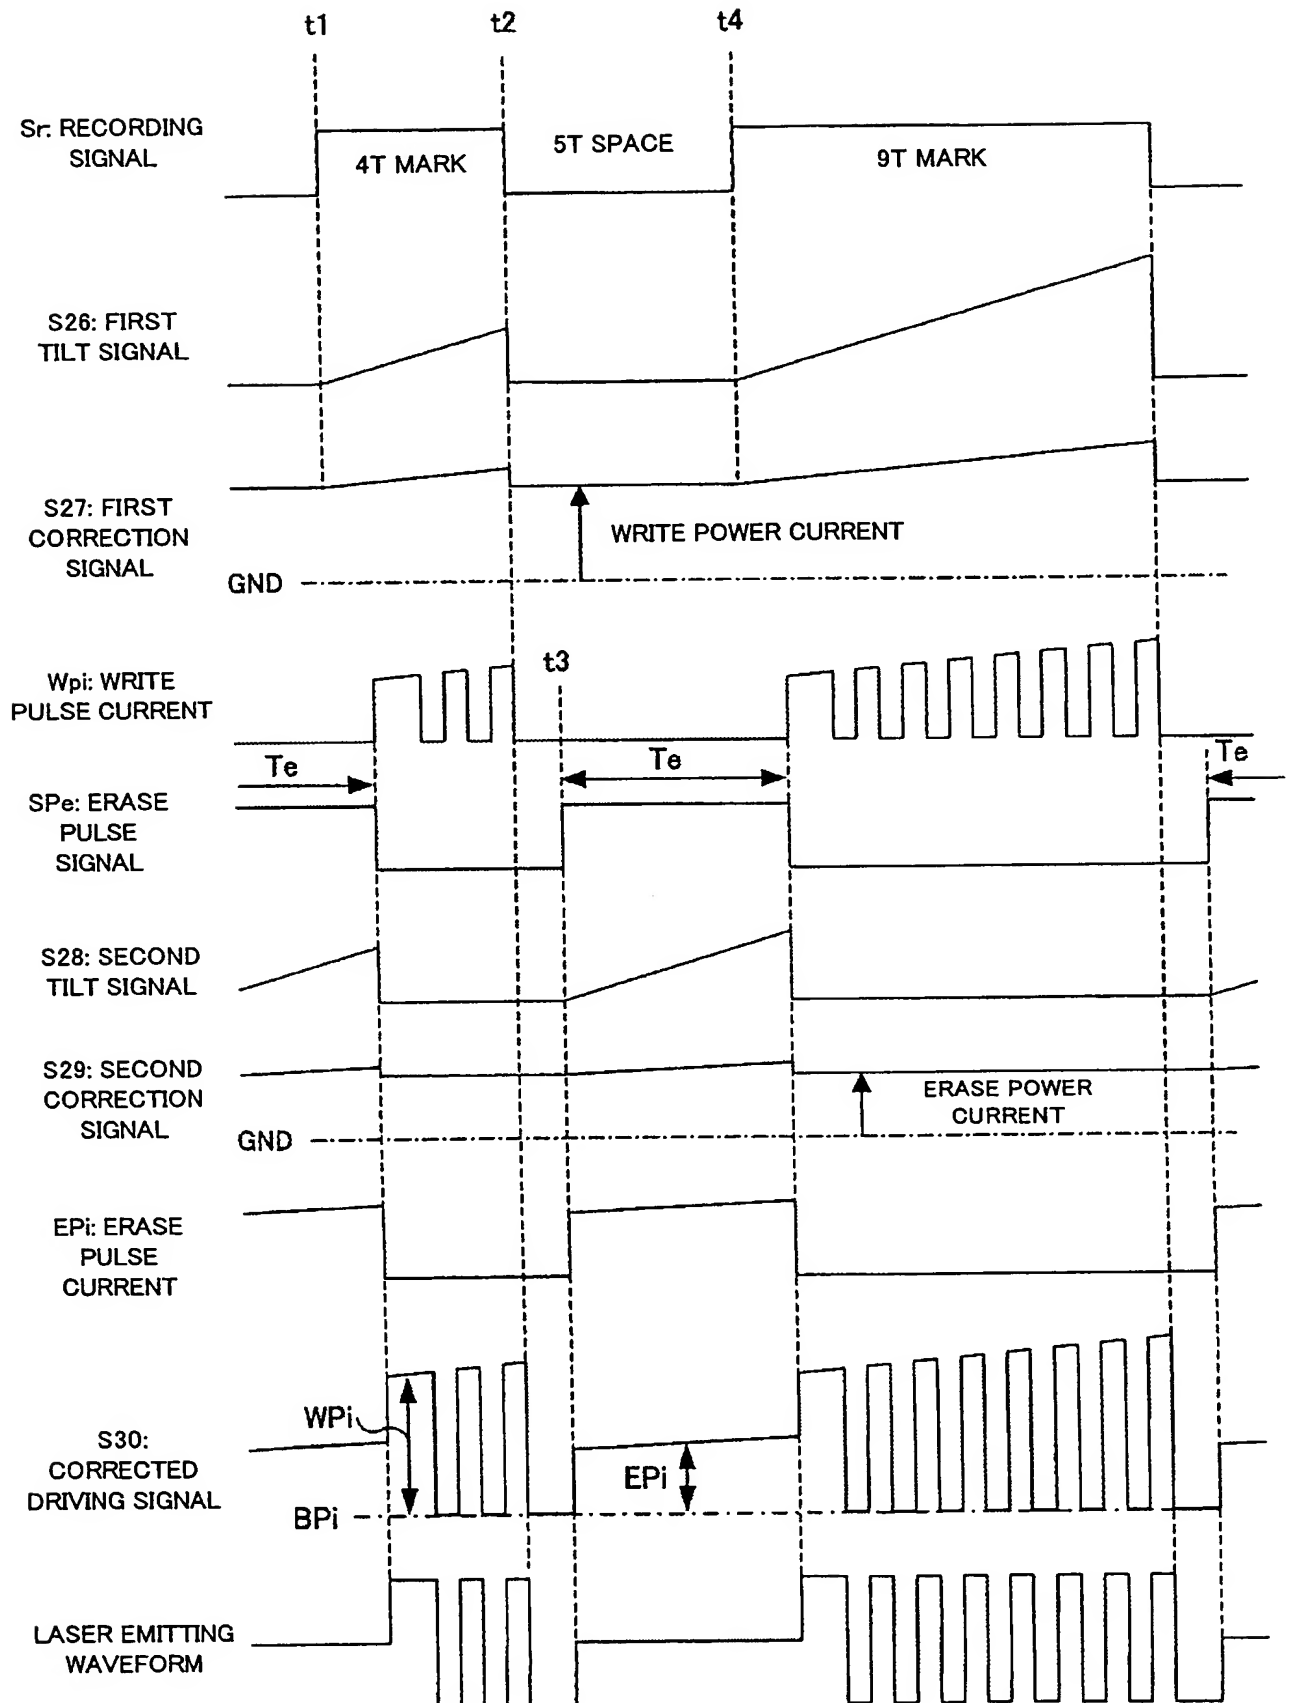 t1
t2
t4
Sr: RECORDING
SIGNAL
4T MARK
5T SPACE
9T MARK
S26: FIRST
TILT SIGNAL
S27: FIRST
CORRECTION
SIGNAL
WRITE POWER CURRENT
GND
t3
Wpi: WRITE
PULSE CURRENT
Te
Te
Te
SPe: ERASE
PULSE
SIGNAL
S28: SECOND
TILT SIGNAL
S29: SECOND
CORRECTION
SIGNAL
ERASE POWER
CURRENT
GND
EPi: ERASE
PULSE
CURRENT
WPi
S30:
CORRECTED
DRIVING SIGNAL
EPi
BPi
LASER EMITTING
WAVEFORM